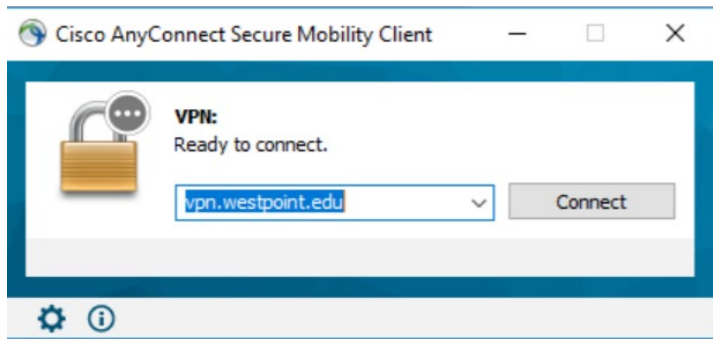 Cisco AnyConnect Secure Mobility Client
VPN:
Ready to connect.
vpn.westpoint.edu
Connect